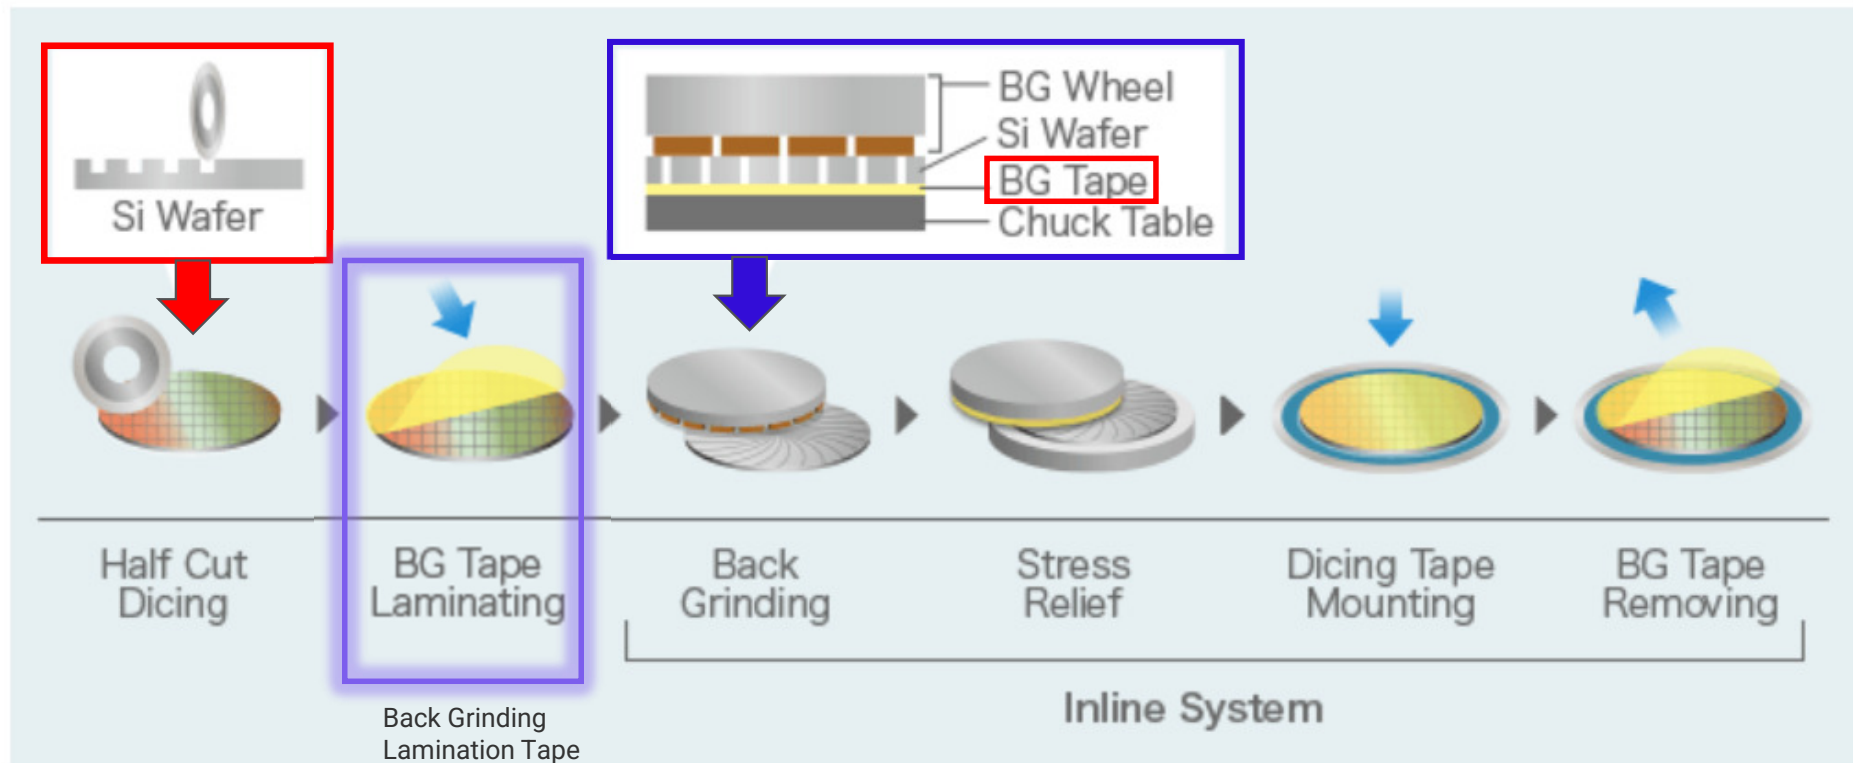 Si Wafer
BG Wheel
Si Wafer
BG Tape
Chuck Table
Half Cut
Dicing
BG Tape
Laminating
Back
Grinding
Stress
Relief
Dicing Tape
Mounting
BG Tape
Removing
Back Grinding
Lamination Tape
Inline System